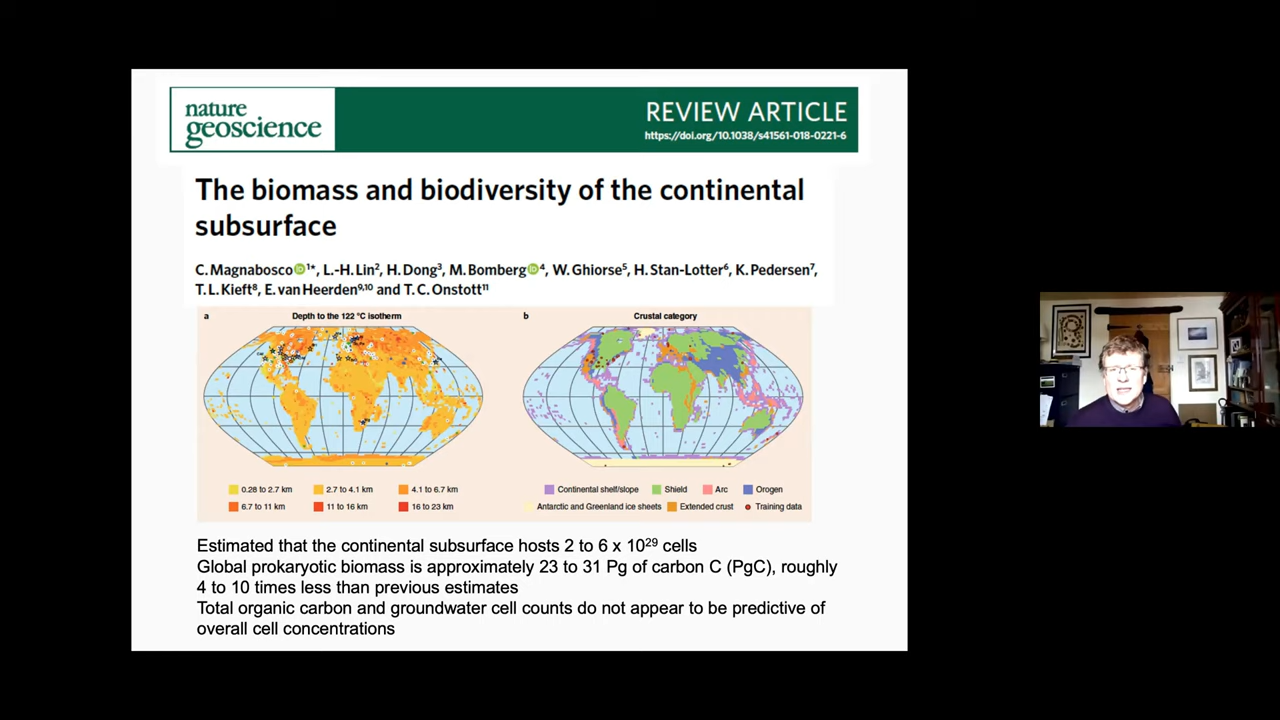 nature
geoscience
REVIEW ARTICLE
https://doi.org/10.1038/s41561-018-0221-6
The biomass and biodiversity of the continental
subsurface
C. Magnabosco iD 1*, L.-H. Lin2, H. Dong3, M. Bomberg iD 4, W. Ghiorse5, H. Stan-Lotter6, K. Pedersen7,
T. L. Kieft8, E. van Heerden9,10 and T. C. Onstott11
a Depth to the 122 °C isotherm
b Crustal category
0.28 to 2.7 km 2.7 to 4.1 km 4.1 to 6.7 km
6.7 to 11 km 11 to 16 km 16 to 23 km
Continental shelf/slope Shield Arc Orogen
Antarctic and Greenland ice sheets Extended crust Training data
Estimated that the continental subsurface hosts 2 to 6 x 10²⁹ cells
Global prokaryotic biomass is approximately 23 to 31 Pg of carbon C (PgC), roughly
4 to 10 times less than previous estimates
Total organic carbon and groundwater cell counts do not appear to be predictive of
overall cell concentrations